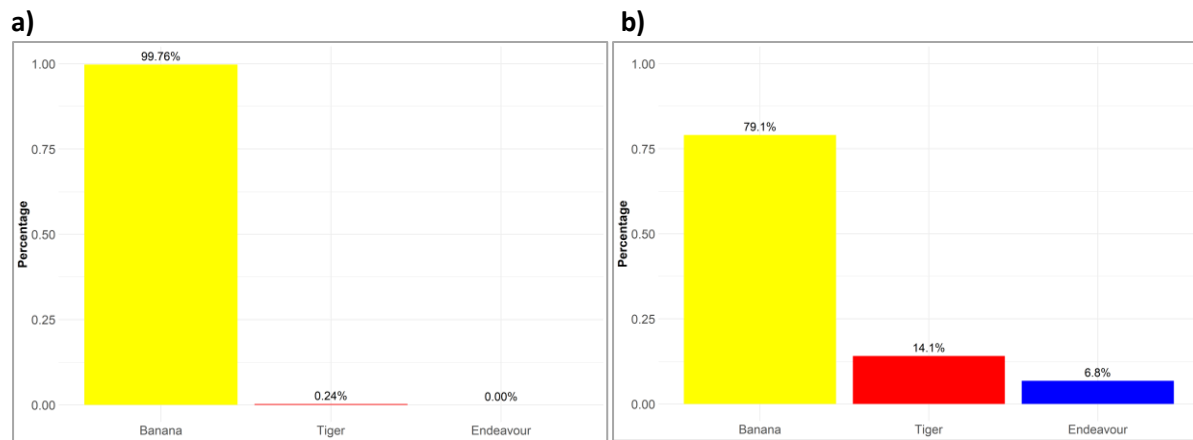 a)
99.76%
1.00
0.75
0.50
0.25
0.00
Percentage
0.24%
0.00%
Banana
Tiger
Endeavour
b)
1.00
79.1%
0.75
0.50
0.25
0.00
Percentage
14.1%
6.8%
Banana
Tiger
Endeavour